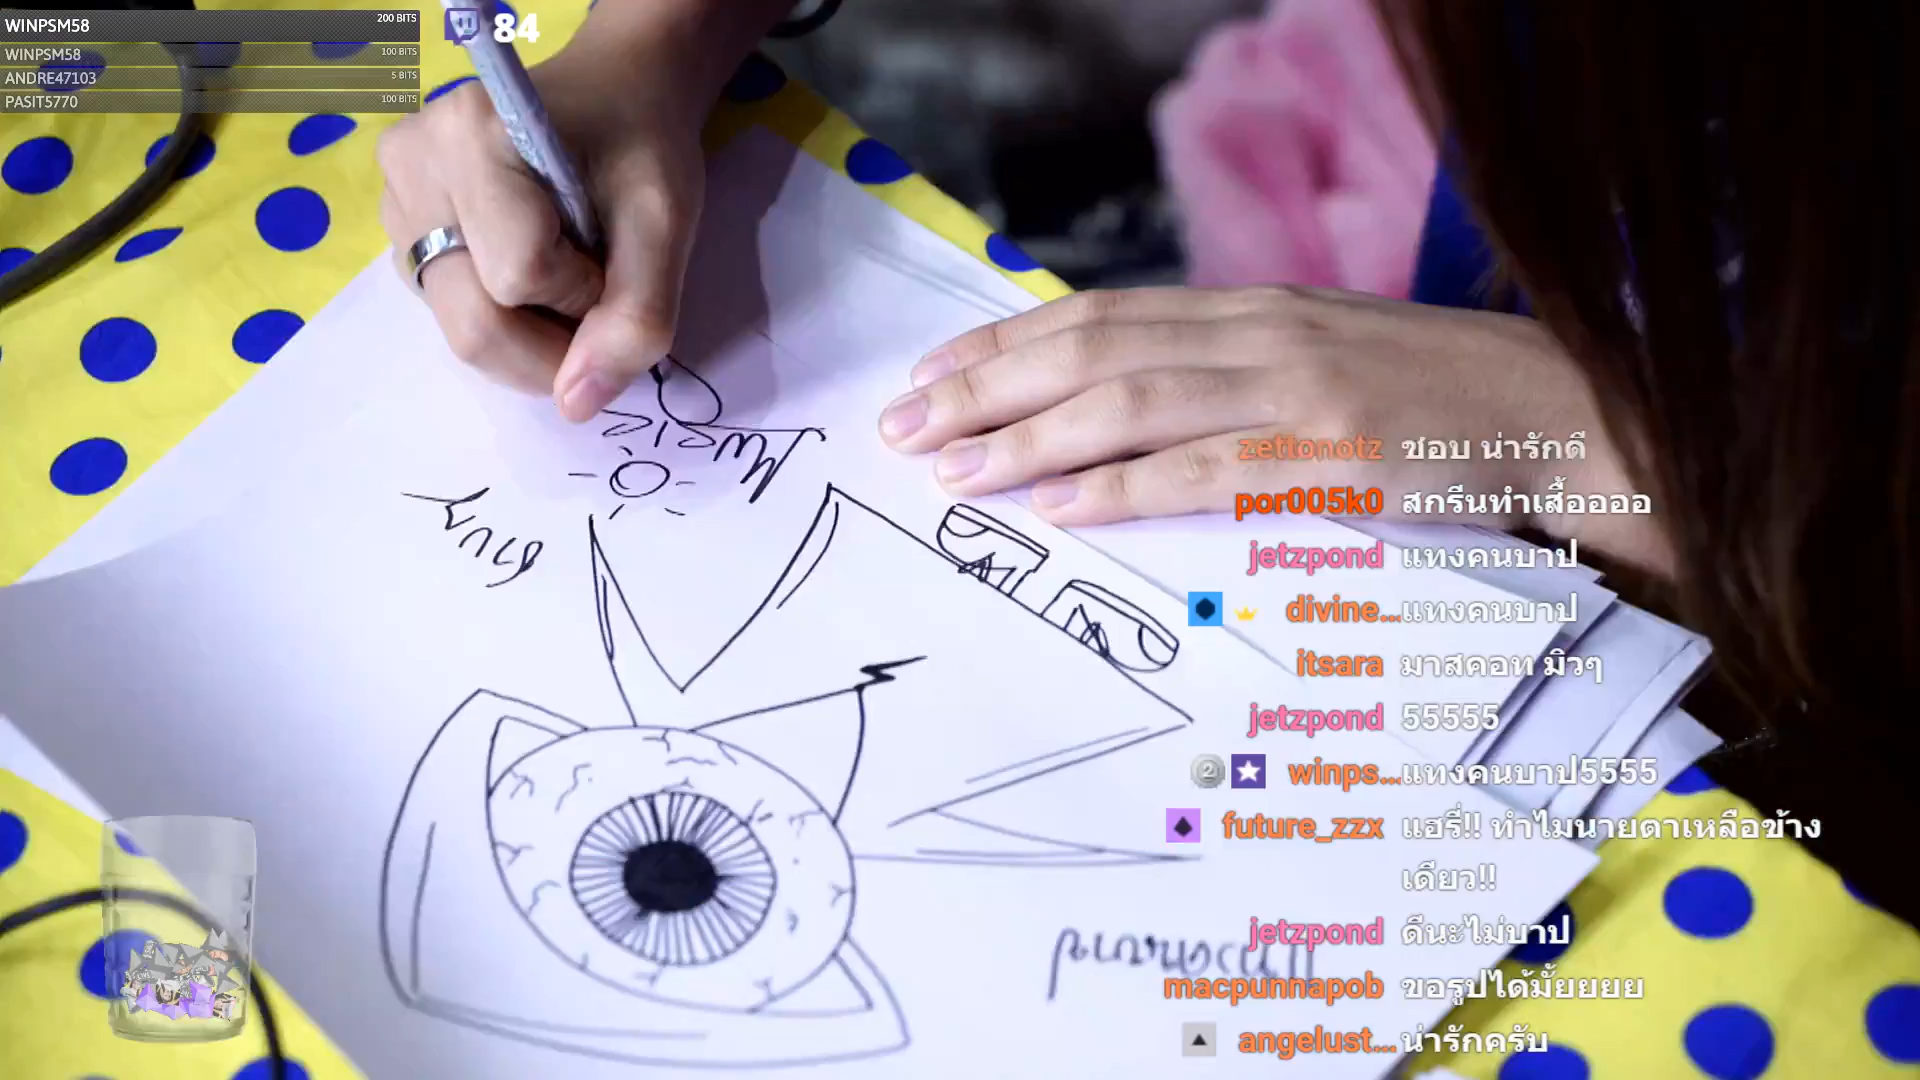 WINPSM58 200 BITS
WINPSM58 100 BITS
ANDRE47103 5 BITS
PASIT5770 100 BITS
84
zettonotz ชอบ น่ารักดี
por005k0 สกรีนทำเสื้ออออ
jetzpond แทงคนบาป
divine...แทงคนบาป
itsara มาสคอท มิวๆ
jetzpond 55555
2 winps...แทงคนบาป5555
future_zzx แฮรี่!! ทำไมนายตาเหลือข้าง
เดียว!!
jetzpond ดีนะไม่บาป
macpunnapob ขอรูปได้มั้ยยยย
angelust...น่ารักครับ